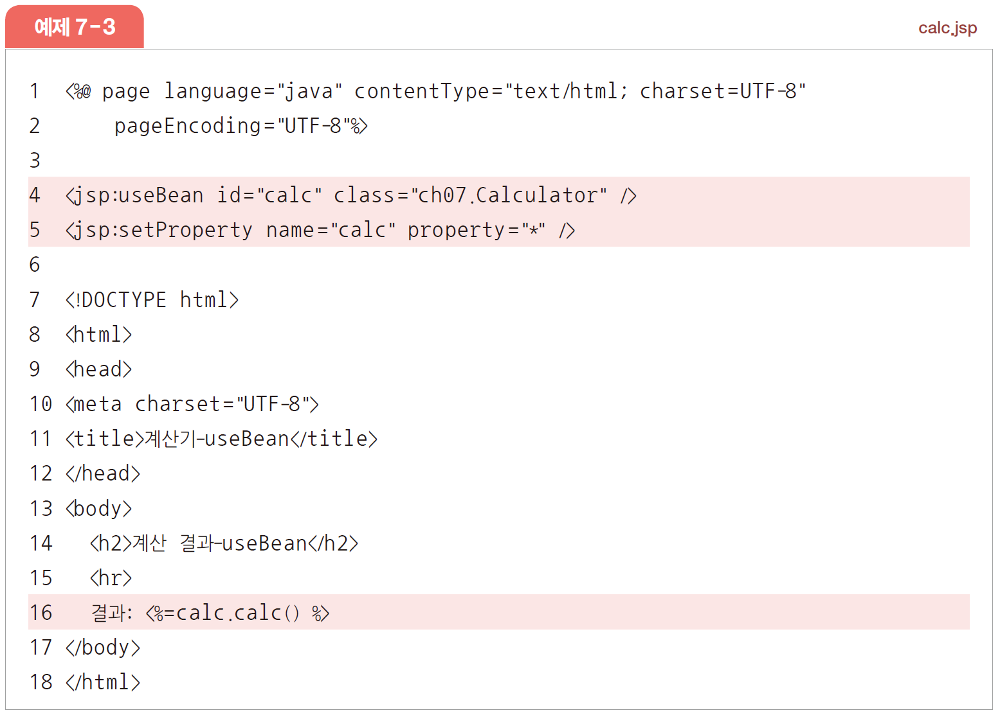 예제 7-3
calc.jsp
1 <%@ page language="java" contentType="text/html; charset=UTF-8"
2 pageEncoding="UTF-8"%>
3
4 <jsp:useBean id="calc" class="ch07.Calculator" />
5 <jsp:setProperty name="calc" property="*" />
6
7 <!DOCTYPE html>
8 <html>
9 <head>
10 <meta charset="UTF-8">
11 <title>계산기-useBean</title>
12 </head>
13 <body>
14 <h2>계산 결과-useBean</h2>
15 <hr>
16 결과: <%=calc.calc() %>
17 </body>
18 </html>